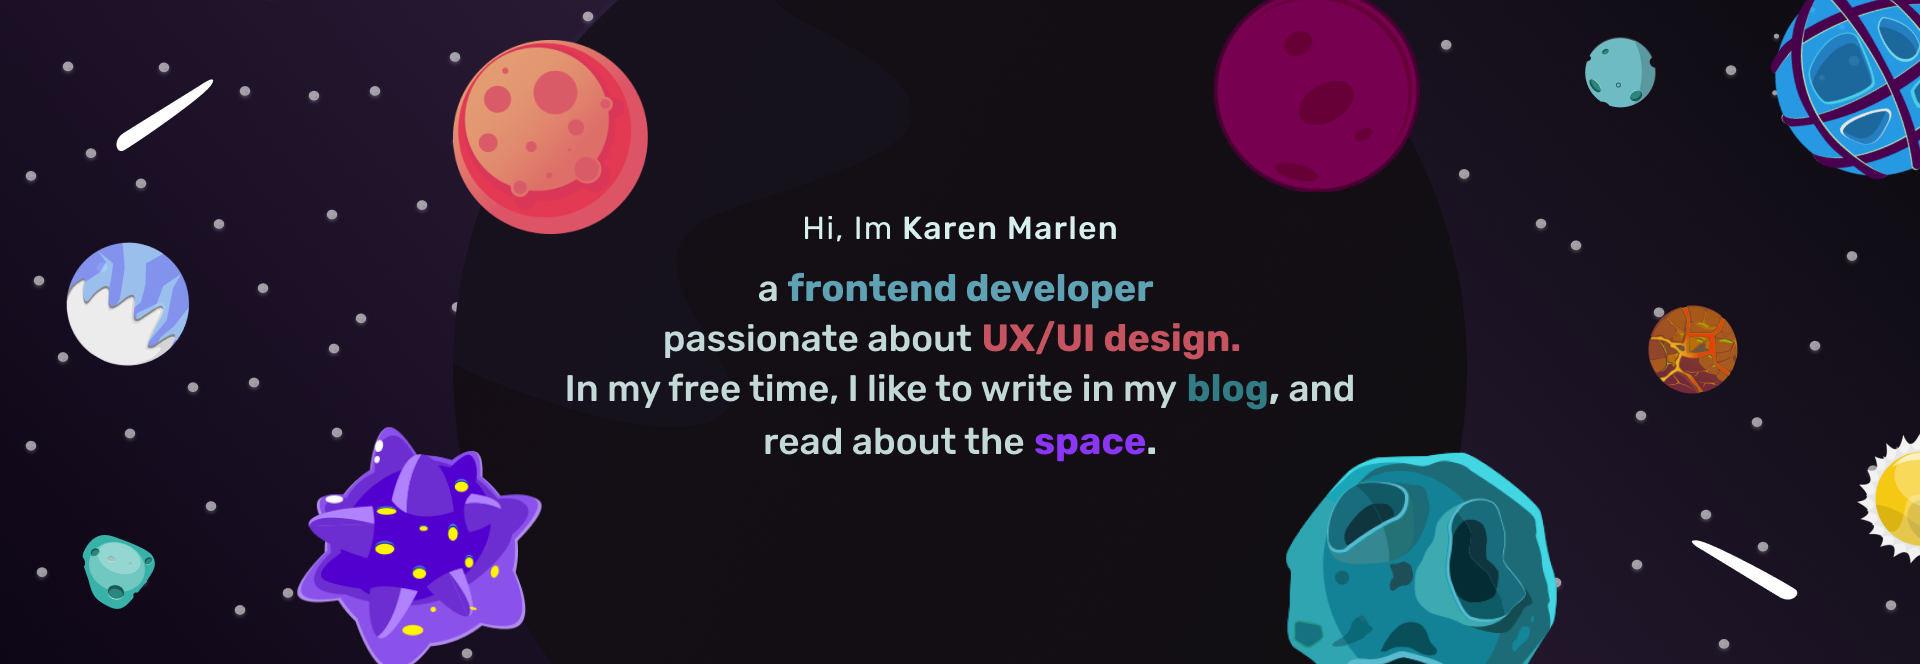 Hi, Im Karen Marlen
a frontend developer
passionate about UX/UI design.
In my free time, I like to write in my blog, and
read about the space.